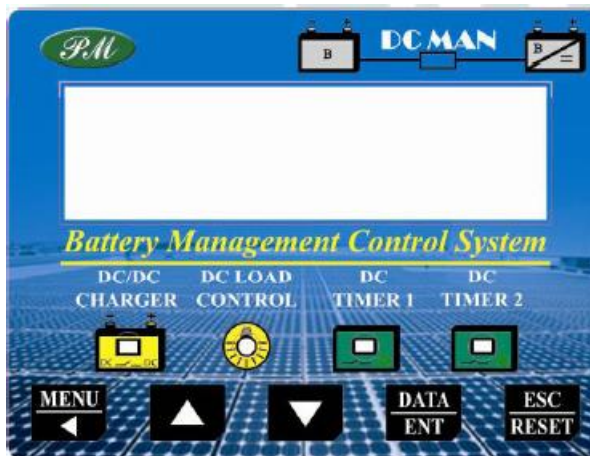 PM
DC MAN
B
B
Battery Management Control System
DC/DC CHARGER
DC LOAD CONTROL
DC TIMER 1
DC TIMER 2
DC DC
MENU
DATA
ENT
ESC
RESET